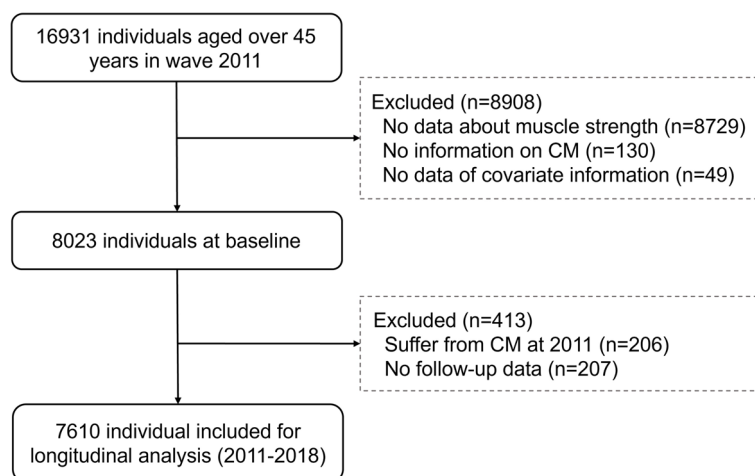 16931 individuals aged over 45
years in wave 2011
Excluded (n=8908)
No data about muscle strength (n=8729)
No information on CM (n=130)
No data of covariate information (n=49)
8023 individuals at baseline
Excluded (n=413)
Suffer from CM at 2011 (n=206)
No follow-up data (n=207)
7610 individual included for
longitudinal analysis (2011-2018)